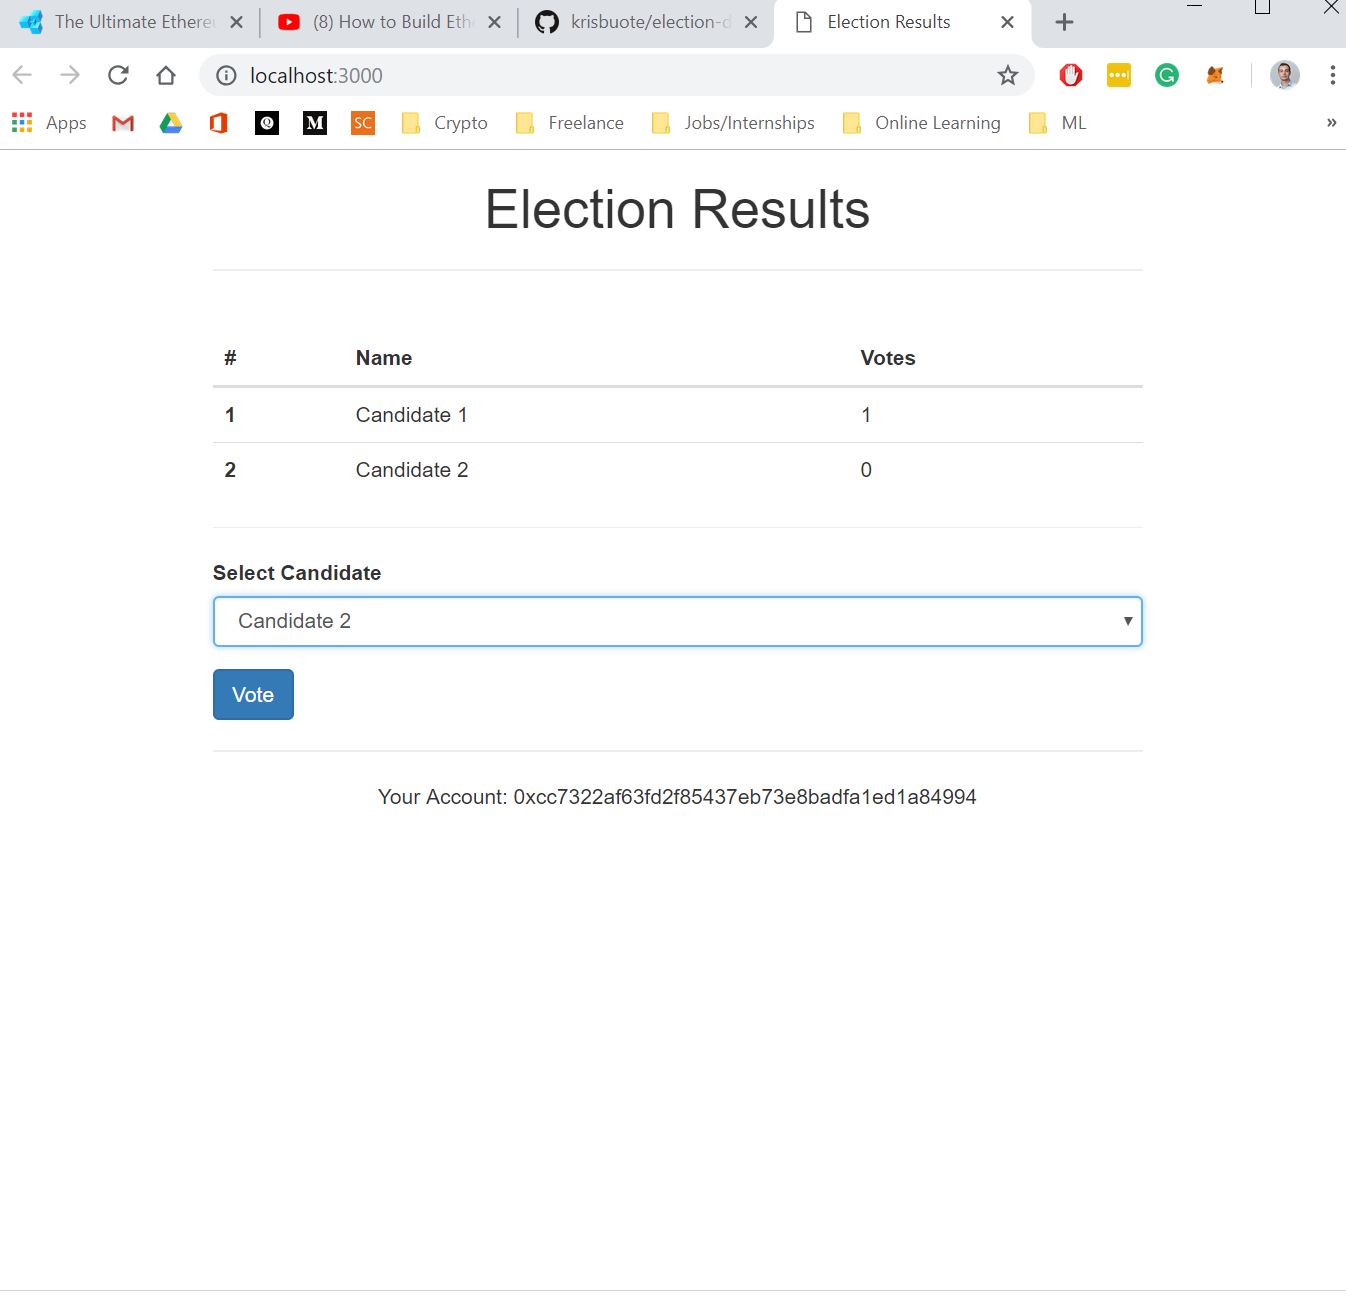 The Ultimate Ethereu
(8) How to Build Eth
krisbuote/election-d
Election Results
localhost:3000
Apps
M
SC
Crypto
Freelance
Jobs/Internships
Online Learning
ML
»
Election Results
# Name Votes
1 Candidate 1 1
2 Candidate 2 0
Select Candidate
Candidate 2
Vote
Your Account: 0xcc7322af63fd2f85437eb73e8badfa1ed1a84994